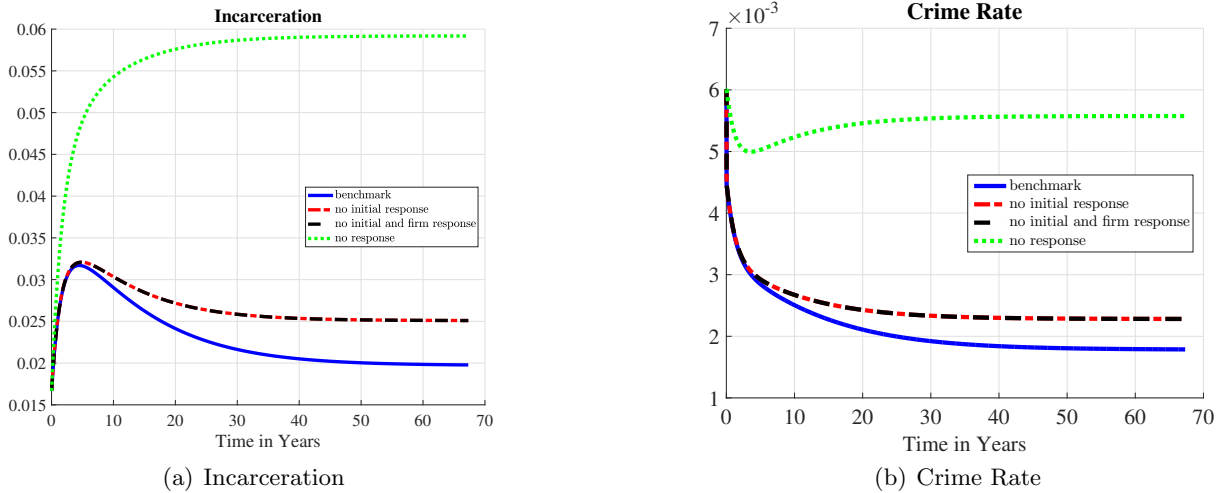 Incarceration
0.06
0.055
0.05
0.045
0.04
0.035
0.03
0.025
0.02
0.015
0 10 20 30 40 50 60 70
Time in Years
benchmark
no initial response
no initial and firm response
no response
(a) Incarceration
Crime Rate
×10⁻³
7
6
5
4
3
2
1
0 10 20 30 40 50 60 70
Time in Years
benchmark
no initial response
no initial and firm response
no response
(b) Crime Rate